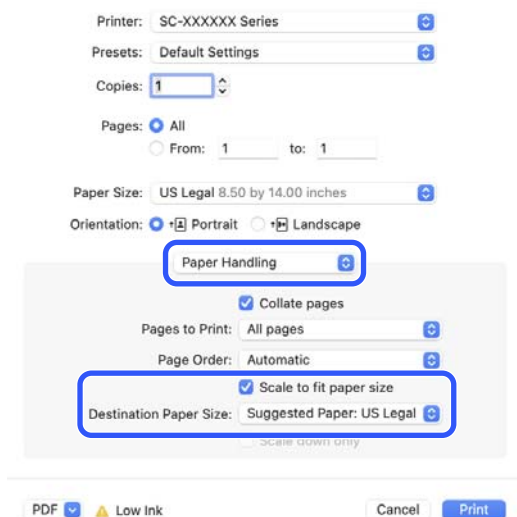 Printer: SC-XXXXXX Series
Presets: Default Settings
Copies: 1
Pages: All
From: 1 to: 1
Paper Size: US Legal 8.50 by 14.00 inches
Orientation: Portrait Landscape
Paper Handling
Collate pages
Pages to Print: All pages
Page Order: Automatic
Scale to fit paper size
Destination Paper Size: Suggested Paper: US Legal
Scale down only
PDF Low Ink Cancel Print